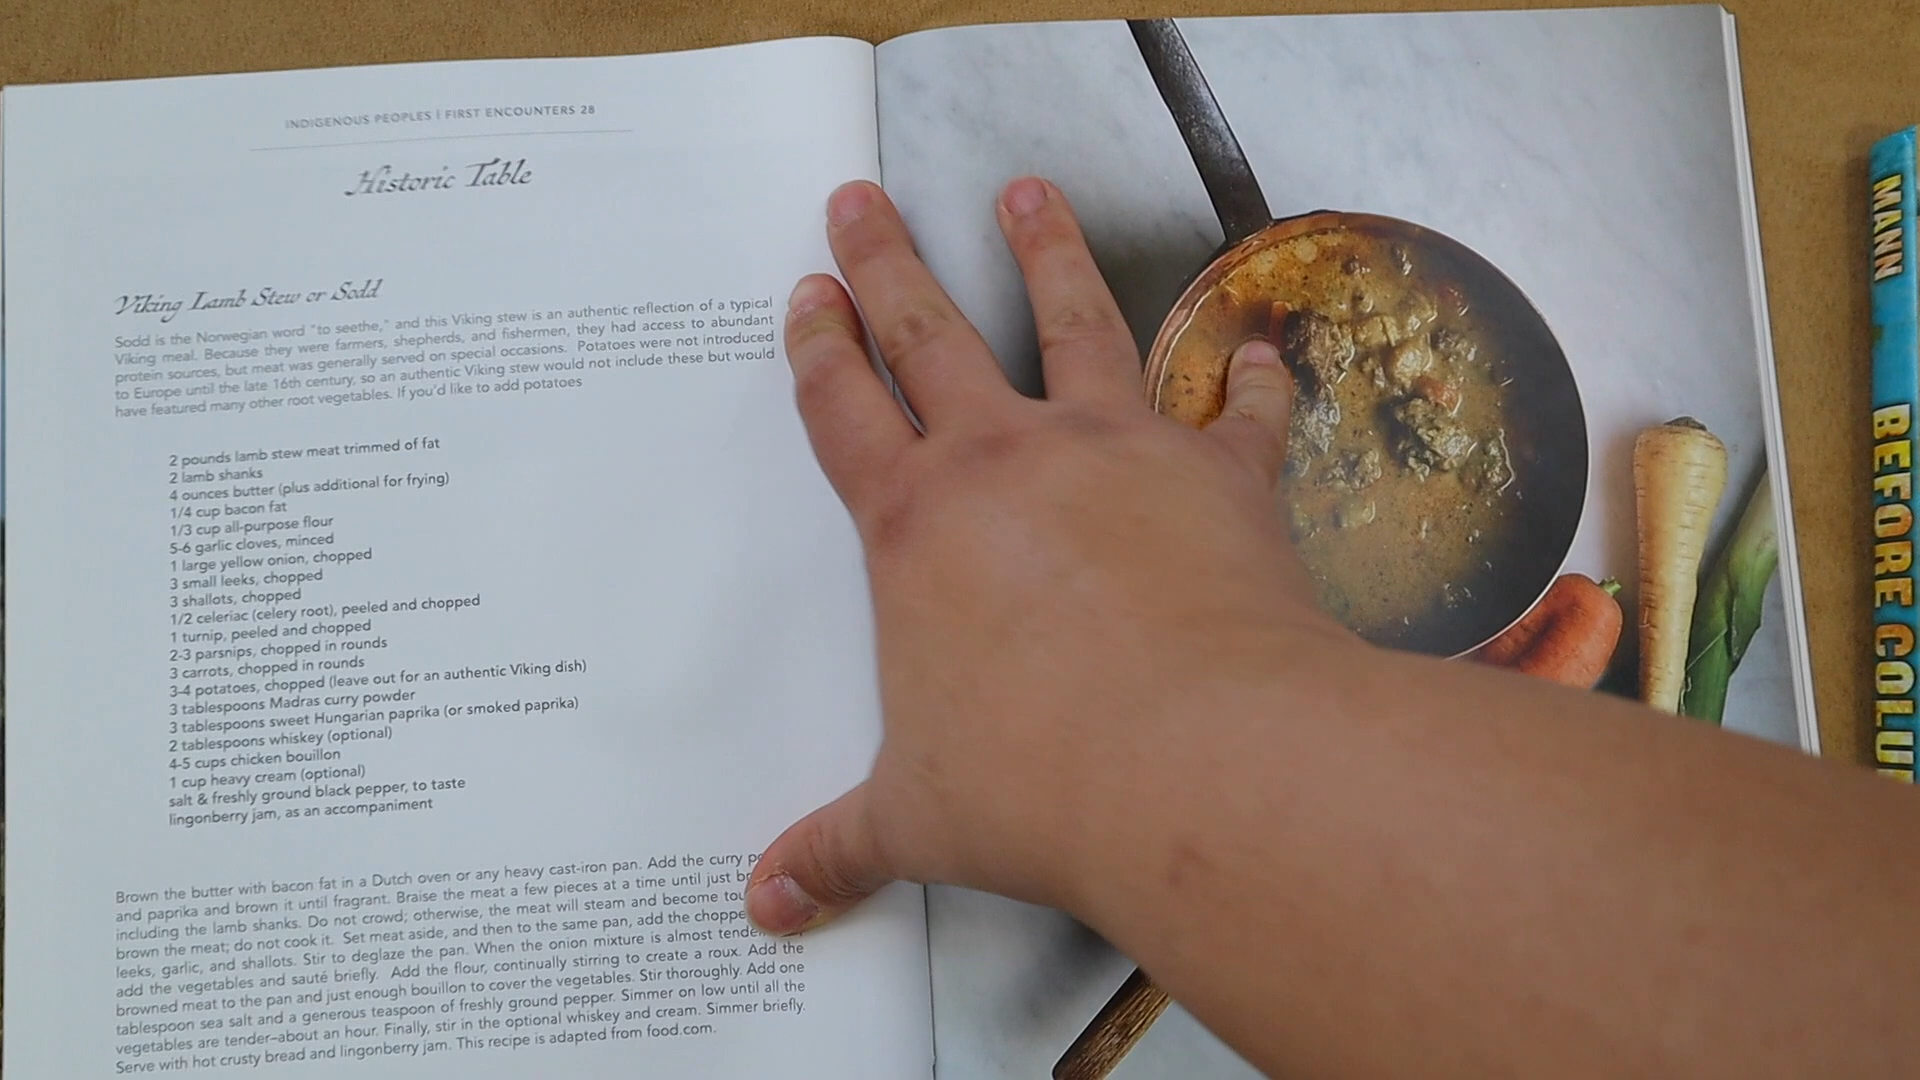 INDIGENOUS PEOPLES | FIRST ENCOUNTERS 28
Historic Table
Viking Lamb Stew or Sodd
Sodd is the Norwegian word "to seethe," and this Viking stew is an authentic reflection of a typical
Viking meal. Because they were farmers, shepherds, and fishermen, they had access to abundant
protein sources, but meat was generally served on special occasions. Potatoes were not introduced
to Europe until the late 16th century, so an authentic Viking stew would not include these but would
have featured many other root vegetables. If you'd like to add potatoes
2 pounds lamb stew meat trimmed of fat
2 lamb shanks
4 ounces butter (plus additional for frying)
1/4 cup bacon fat
1/3 cup all-purpose flour
5-6 garlic cloves, minced
1 large yellow onion, chopped
3 small leeks, chopped
3 shallots, chopped
1/2 celeriac (celery root), peeled and chopped
1 turnip, peeled and chopped
2-3 parsnips, chopped in rounds
3 carrots, chopped in rounds
3-4 potatoes, chopped (leave out for an authentic Viking dish)
3 tablespoons Madras curry powder
3 tablespoons sweet Hungarian paprika (or smoked paprika)
2 tablespoons whiskey (optional)
4-5 cups chicken bouillon
1 cup heavy cream (optional)
salt & freshly ground black pepper, to taste
lingonberry jam, as an accompaniment
Brown the butter with bacon fat in a Dutch oven or any heavy cast-iron pan. Add the curry
and paprika and brown it until fragrant. Braise the meat a few pieces at a time until just
including the lamb shanks. Do not crowd; otherwise, the meat will steam and become
brown the meat; do not cook it. Set meat aside, and then to the same pan, add the
leeks, garlic, and shallots. Stir to deglaze the pan. When the onion mixture is almost
add the vegetables and sauté briefly. Add the flour, continually stirring to create a roux. Add the
browned meat to the pan and just enough bouillon to cover the vegetables. Stir thoroughly. Add one
tablespoon sea salt and a generous teaspoon of freshly ground pepper. Simmer on low until all the
vegetables are tender–about an hour. Finally, stir in the optional whiskey and cream. Simmer briefly.
Serve with hot crusty bread and lingonberry jam. This recipe is adapted from food.com.
MANN
BEFORE